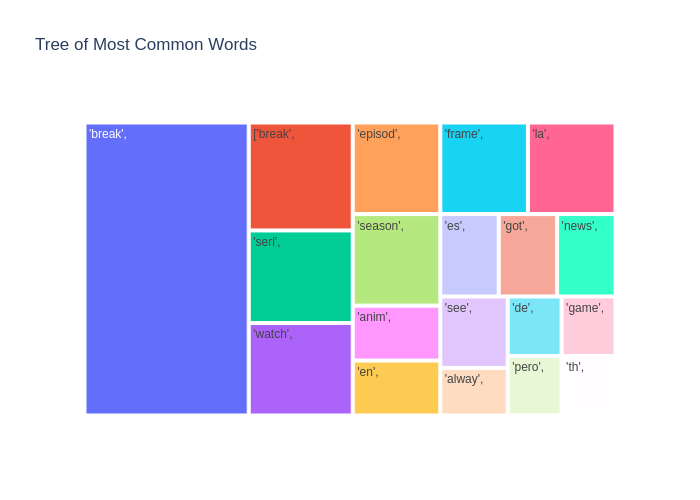 Tree of Most Common Words
'break',
['break',
'episod',
'frame',
'la',
'season',
'es',
'got',
'news',
'seri',
'see',
'de',
'game',
'anim',
'watch',
'pero',
'th',
'en',
'alway',